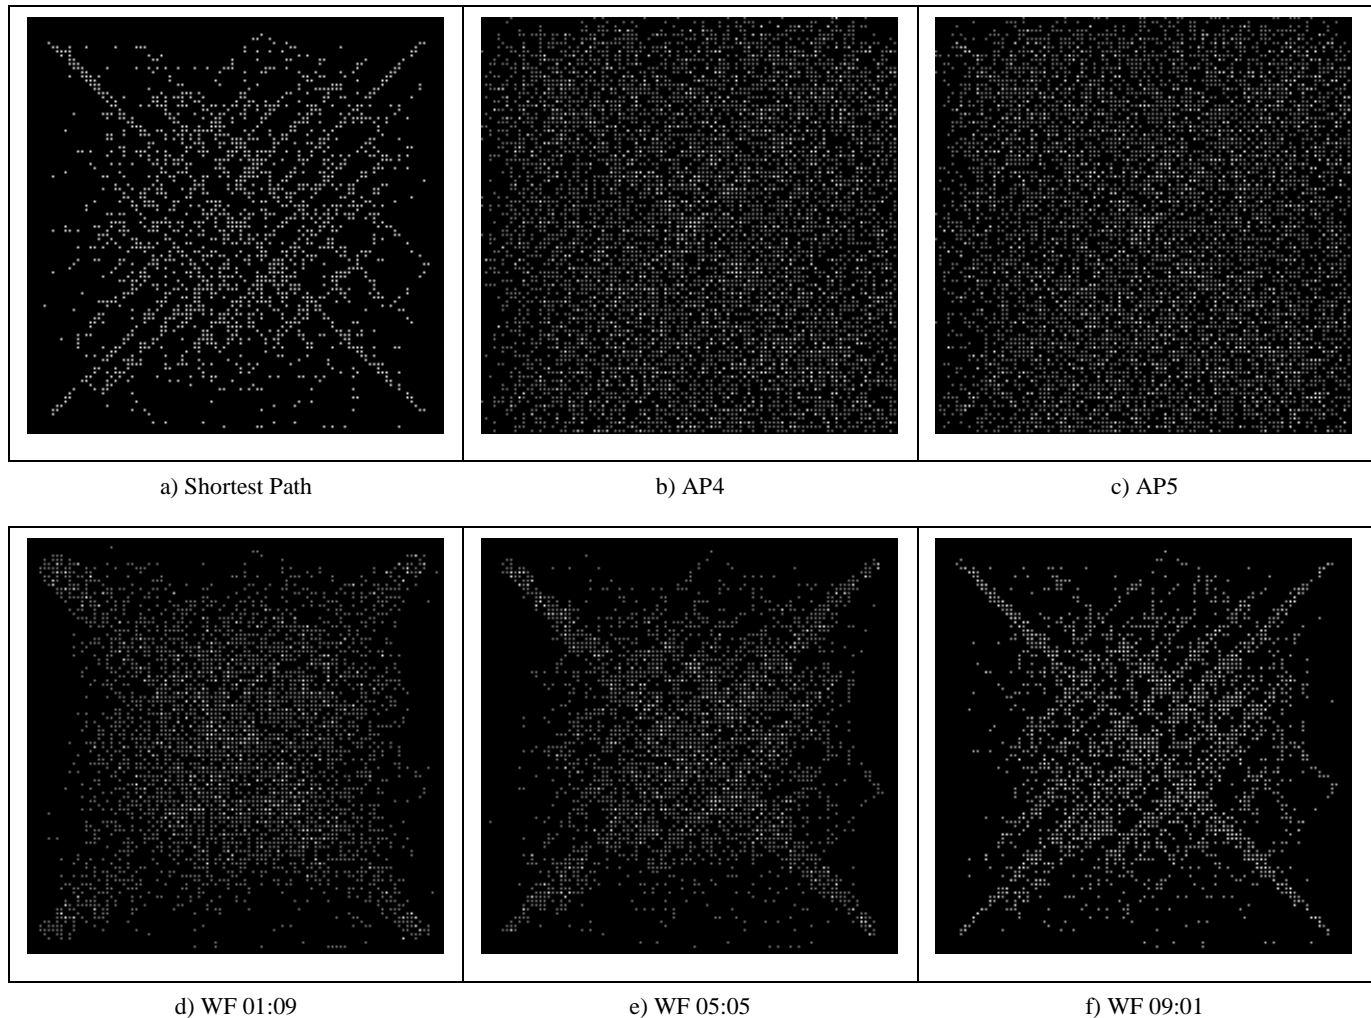 a) Shortest Path
b) AP4
c) AP5
d) WF 01:09
e) WF 05:05
f) WF 09:01